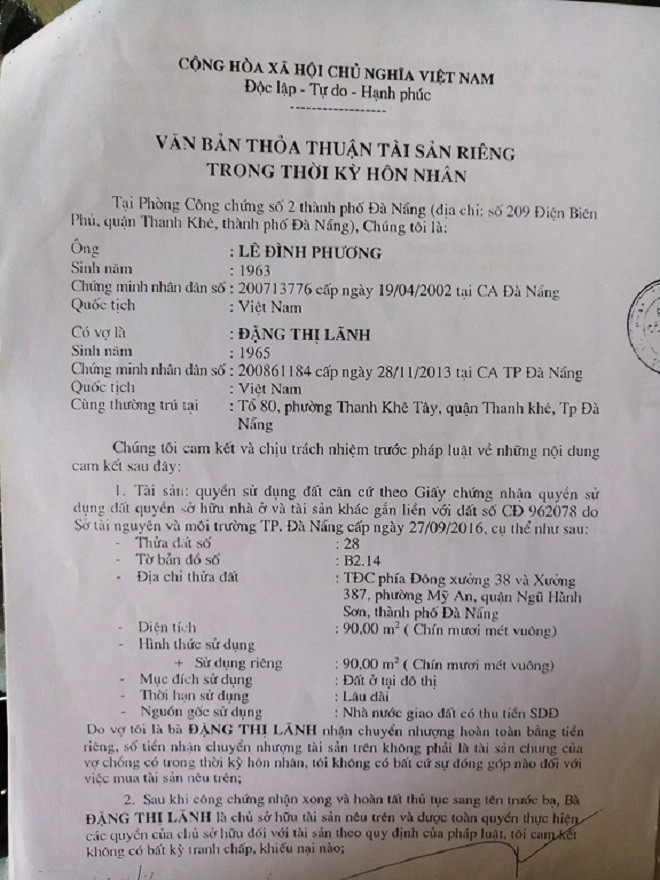 CỘNG HÒA XÃ HỘI CHỦ NGHĨA VIỆT NAM
Độc lập - Tự do - Hạnh phúc
-----------------
VĂN BẢN THỎA THUẬN TÀI SẢN RIÊNG
TRONG THỜI KỲ HÔN NHÂN
Tại Phòng Công chứng số 2 thành phố Đà Nẵng (địa chỉ: số 209 Điện Biên
Phủ, quận Thanh Khê, thành phố Đà Nẵng), Chúng tôi là:
Ông : LÊ ĐÌNH PHƯƠNG
Sinh năm : 1963
Chứng minh nhân dân số : 200713776 cấp ngày 19/04/2002 tại CA Đà Nẵng
Quốc tịch : Việt Nam
Có vợ là : ĐẶNG THỊ LÃNH
Sinh năm : 1965
Chứng minh nhân dân số : 200861184 cấp ngày 28/11/2013 tại CA TP Đà Nẵng
Quốc tịch : Việt Nam
Cùng thường trú tại : Tổ 80, phường Thanh Khê Tây, quận Thanh khê, Tp Đà
Nẵng
Chúng tôi cam kết và chịu trách nhiệm trước pháp luật về những nội dung
cam kết sau đây:
1. Tài sản: quyền sử dụng đất căn cứ theo Giấy chứng nhận quyền sử
dụng đất quyền sở hữu nhà ở và tài sản khác gắn liền với đất số CĐ 962078 do
Sở tài nguyên và môi trường TP. Đà Nẵng cấp ngày 27/09/2016, cụ thể như sau:
- Thửa đất số : 28
- Tờ bản đồ số : B2.14
- Địa chỉ thửa đất : TĐC phía Đông xưởng 38 và Xưởng
387, phường Mỹ An, quận Ngũ Hành
Sơn, thành phố Đà Nẵng
- Diện tích : 90,00 m² ( Chín mươi mét vuông)
- Hình thức sử dụng
+ Sử dụng riêng : 90,00 m² ( Chín mươi mét vuông)
- Mục đích sử dụng : Đất ở tại đô thị
- Thời hạn sử dụng : Lâu dài
- Nguồn gốc sử dụng : Nhà nước giao đất có thu tiền SDĐ
Do vợ tôi là bà ĐẶNG THỊ LÃNH nhận chuyển nhượng hoàn toàn bằng tiền
riêng, số tiền nhận chuyển nhượng tài sản trên không phải là tài sản chung của
vợ chồng có trong thời kỳ hôn nhân, tôi không có bất cứ sự đóng góp nào đối với
việc mua tài sản nêu trên;
2. Sau khi công chứng nhận xong và hoàn tất thủ tục sang tên trước bạ, Bà
ĐẶNG THỊ LÃNH là chủ sở hữu tài sản nêu trên và được toàn quyền thực hiện
các quyền của chủ sở hữu đối với tài sản theo quy định của pháp luật, tôi cam kết
không có bất kỳ tranh chấp, khiếu nại nào;